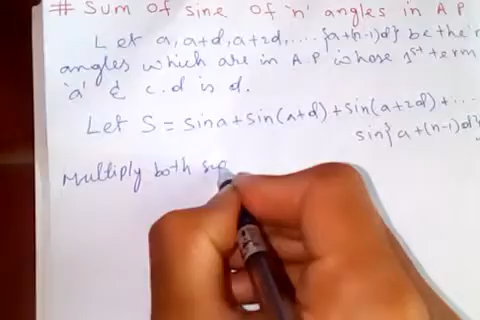 # Sum of sine of 'n' angles in A P
Let a, a+d, a+2d, .... {a+(n-1)d} be the n
angles which are in A.P whose 1st term
'a' & c.d is d.
Let S = sina + sin(a+d) + sin(a+2d) + ...
sin{a+(n-1)d}
Multiply both